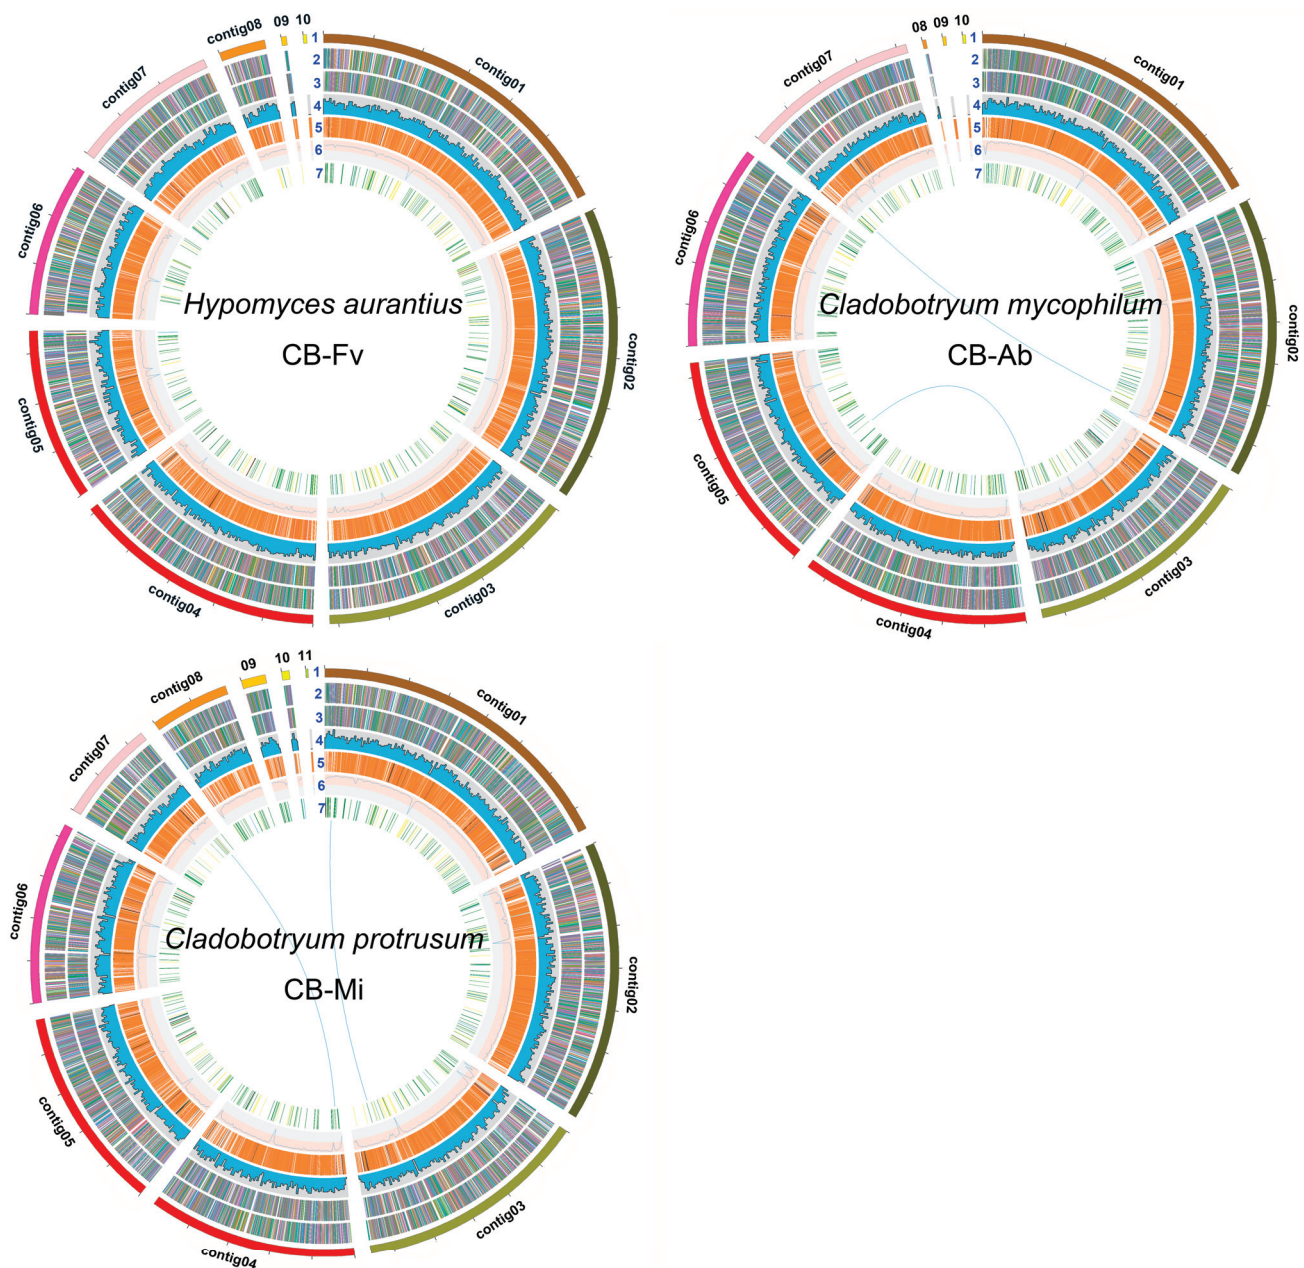 contig08
09
10
1
2
3
4
5
6
7
contig01
contig02
contig03
contig04
contig05
contig06
contig07
Hypomyces aurantius
CB-Fv
08
09
10
1
2
3
4
5
6
7
contig01
contig02
contig03
contig04
contig05
contig06
contig07
Cladobotryum mycophilum
CB-Ab
contig08
09
10
11
1
2
3
4
5
6
7
contig01
contig02
contig03
contig04
contig05
contig06
contig07
Cladobotryum protrusum
CB-Mi